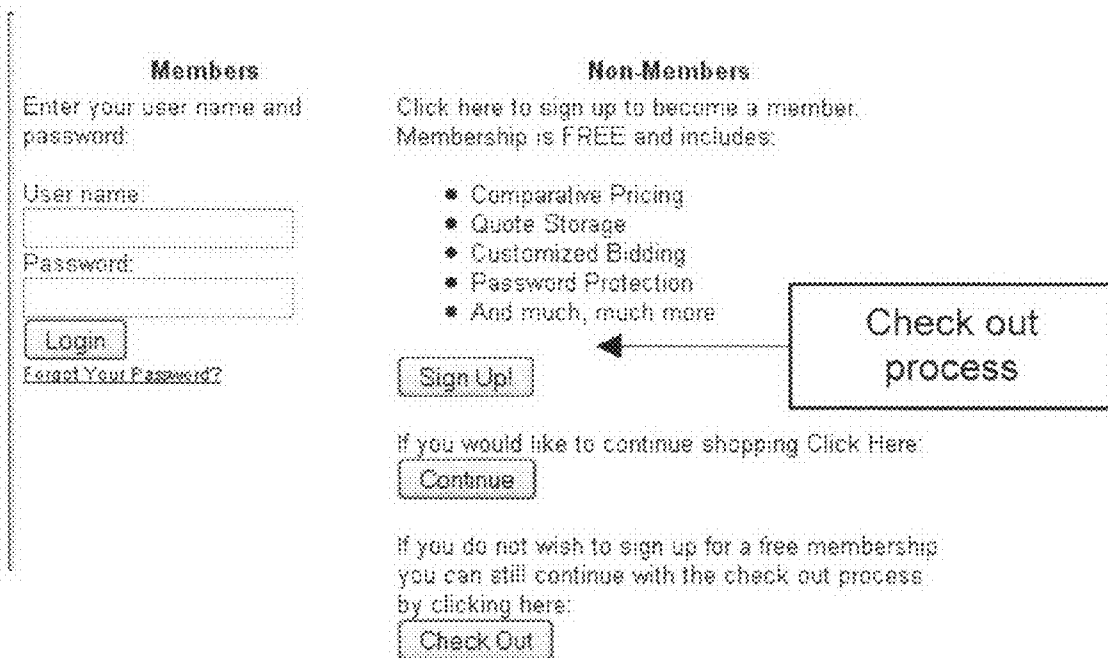 Members
Enter your user name and
password:
User name:
Password:
Login
Forgot Your Password?
Non-Members
Click here to sign up to become a member.
Membership is FREE and includes:
• Comparative Pricing
• Quote Storage
• Customized Bidding
• Password Protection
• And much, much more
Sign Up!
If you would like to continue shopping Click Here:
Continue
If you do not wish to sign up for a free membership
you can still continue with the check out process
by clicking here:
Check Out
Check out
process